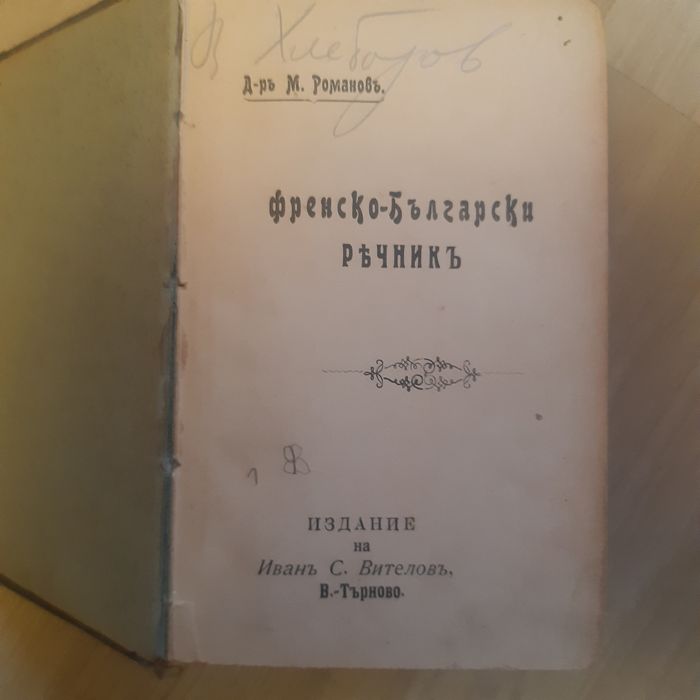 В Хлебаров
Д-ръ М. Романовъ.
Френско-Български
РѢЧНИКЪ
ИЗДАНИЕ
на
Иванъ С. Вителовъ,
В.-Търново.